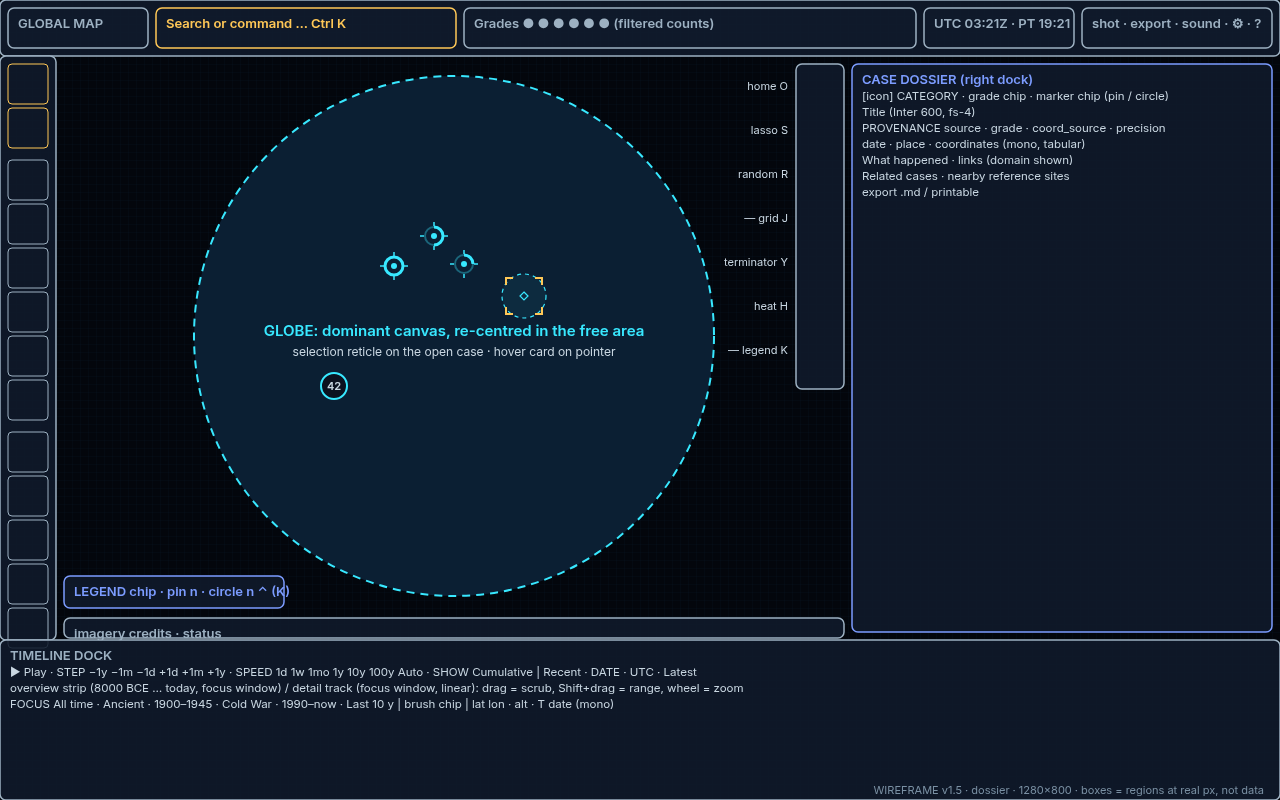 GLOBAL MAP
Search or command … Ctrl K
Grades ● ● ● ● ● ● (filtered counts)
UTC 03:21Z · PT 19:21
shot · export · sound · ⚙ · ?
home O
lasso S
random R
— grid J
terminator Y
heat H
— legend K
CASE DOSSIER (right dock)
[icon] CATEGORY · grade chip · marker chip (pin / circle)
Title (Inter 600, fs-4)
PROVENANCE source · grade · coord_source · precision
date · place · coordinates (mono, tabular)
What happened · links (domain shown)
Related cases · nearby reference sites
export .md / printable
GLOBE: dominant canvas, re-centred in the free area
selection reticle on the open case · hover card on pointer
42
LEGEND chip · pin n · circle n ^ (K)
imagery credits · status
TIMELINE DOCK
▶ Play · STEP −1y −1m −1d +1d +1m +1y · SPEED 1d 1w 1mo 1y 10y 100y Auto · SHOW Cumulative | Recent · DATE · UTC · Latest
overview strip (8000 BCE … today, focus window) / detail track (focus window, linear): drag = scrub, Shift+drag = range, wheel = zoom
FOCUS All time · Ancient · 1900–1945 · Cold War · 1990–now · Last 10 y | brush chip | lat lon · alt · T date (mono)
WIREFRAME v1.5 · dossier · 1280×800 · boxes = regions at real px, not data